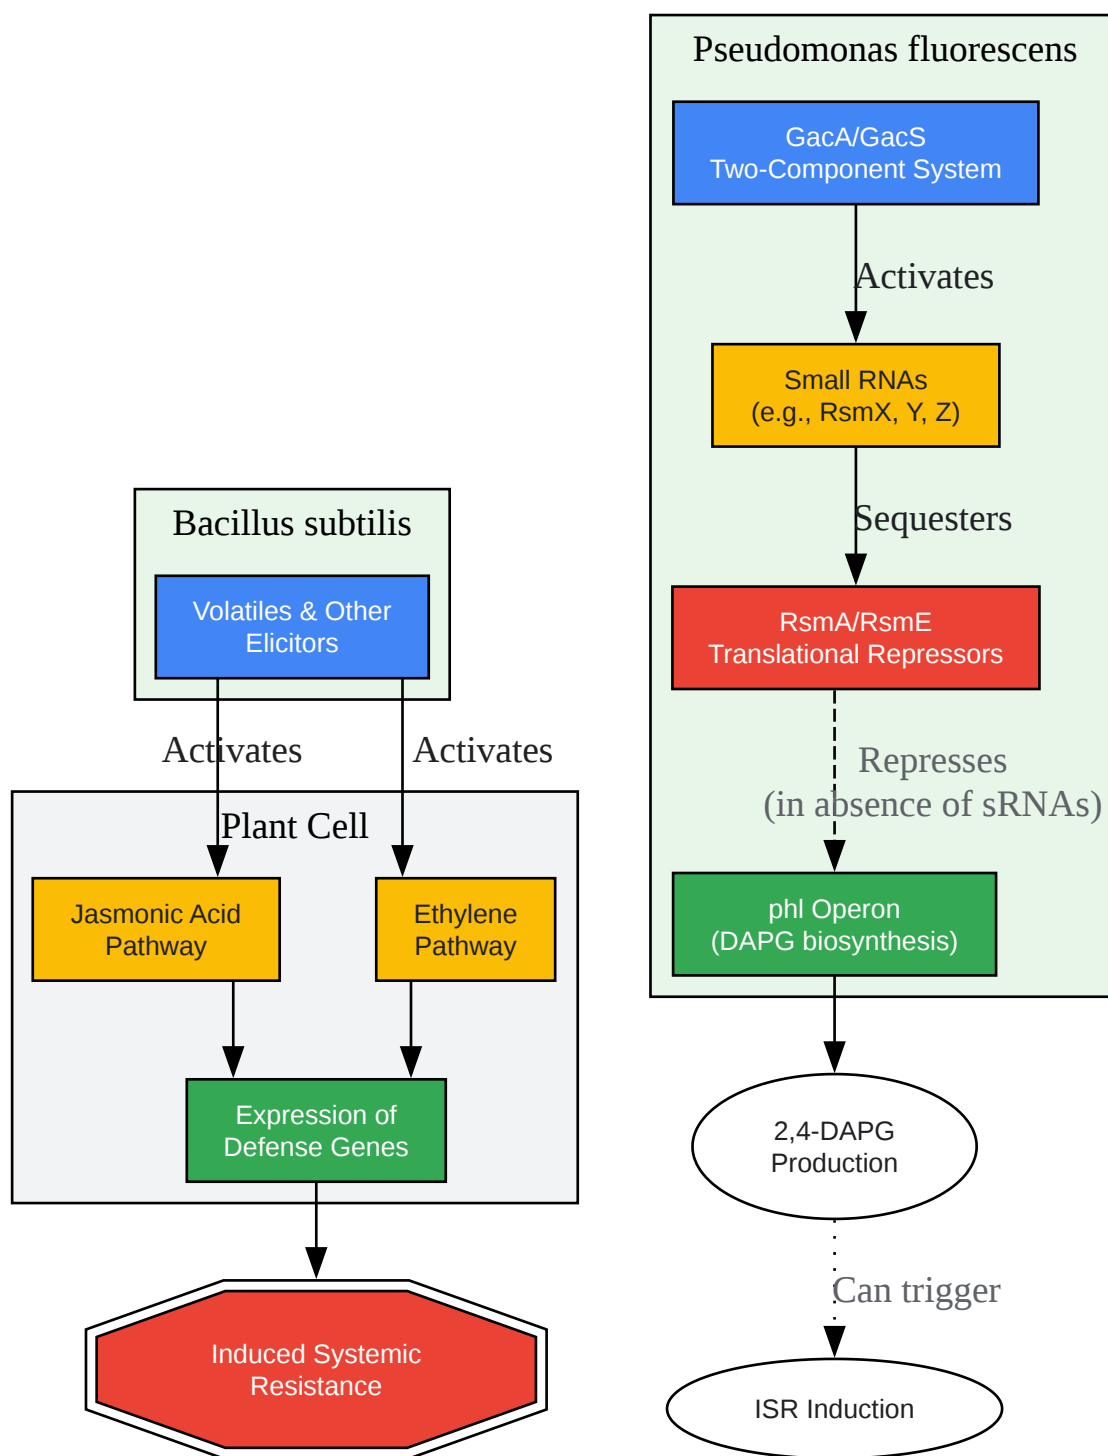 Pseudomonas fluorescens
GacA/GacS
Two-Component System
Activates
Small RNAs
(e.g., RsmX, Y, Z)
Sequesters
RsmA/RsmE
Translational Repressors
Represses
(in absence of sRNAs)
phl Operon
(DAPG biosynthesis)
2,4-DAPG
Production
Can trigger
ISR Induction
Bacillus subtilis
Volatiles & Other
Elicitors
Activates
Activates
Plant Cell
Jasmonic Acid
Pathway
Ethylene
Pathway
Expression of
Defense Genes
Induced Systemic
Resistance